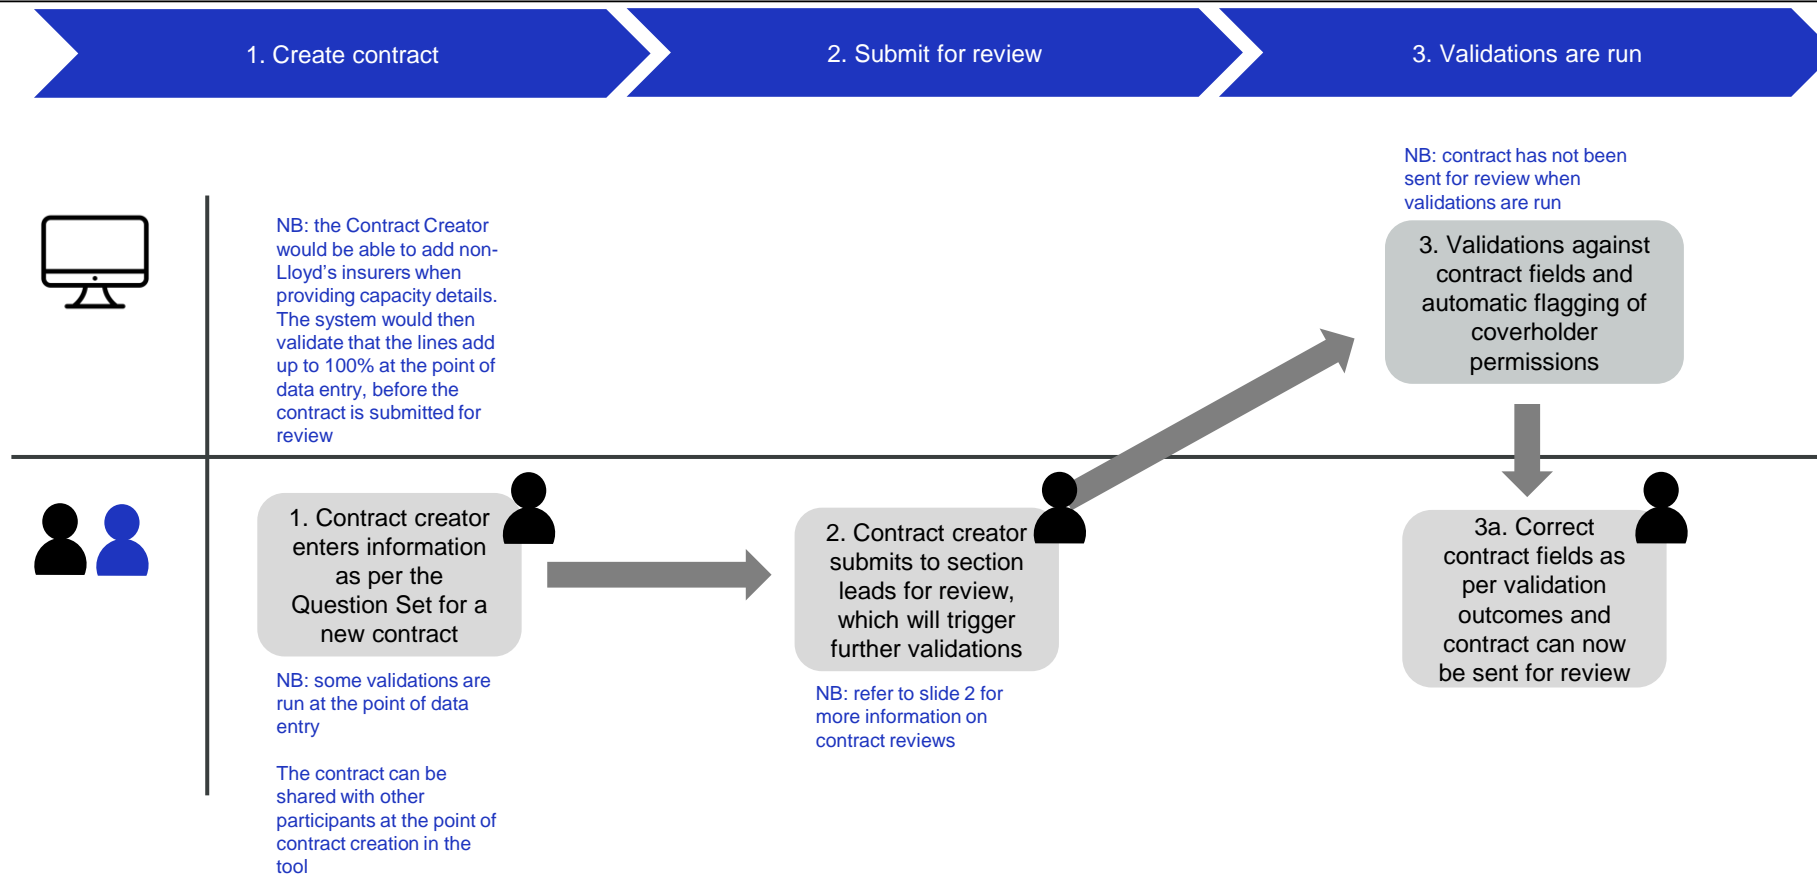 1. Create contract
2. Submit for review
3. Validations are run
NB: contract has not been
sent for review when
validations are run
NB: the Contract Creator
would be able to add non-
Lloyd’s insurers when
providing capacity details.
The system would then
validate that the lines add
up to 100% at the point of
data entry, before the
contract is submitted for
review
3. Validations against
contract fields and
automatic flagging of
coverholder
permissions
1. Contract creator
enters information
as per the
Question Set for a
new contract
NB: some validations are
run at the point of data
entry
The contract can be
shared with other
participants at the point of
contract creation in the
tool
2. Contract creator
submits to section
leads for review,
which will trigger
further validations
NB: refer to slide 2 for
more information on
contract reviews
3a. Correct
contract fields as
per validation
outcomes and
contract can now
be sent for review